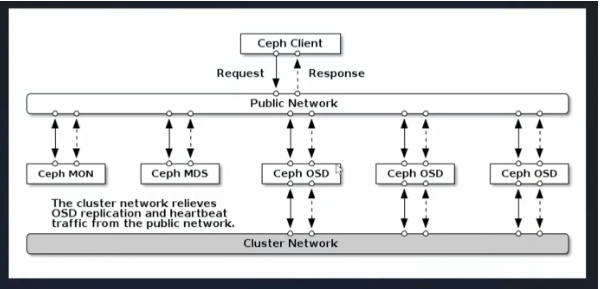 Ceph Client
Request
Response
Public Network
Ceph MON
Ceph MDS
Ceph OSD
Ceph OSD
Ceph OSD
The cluster network relieves
OSD replication and heartbeat
traffic from the public network.
Cluster Network